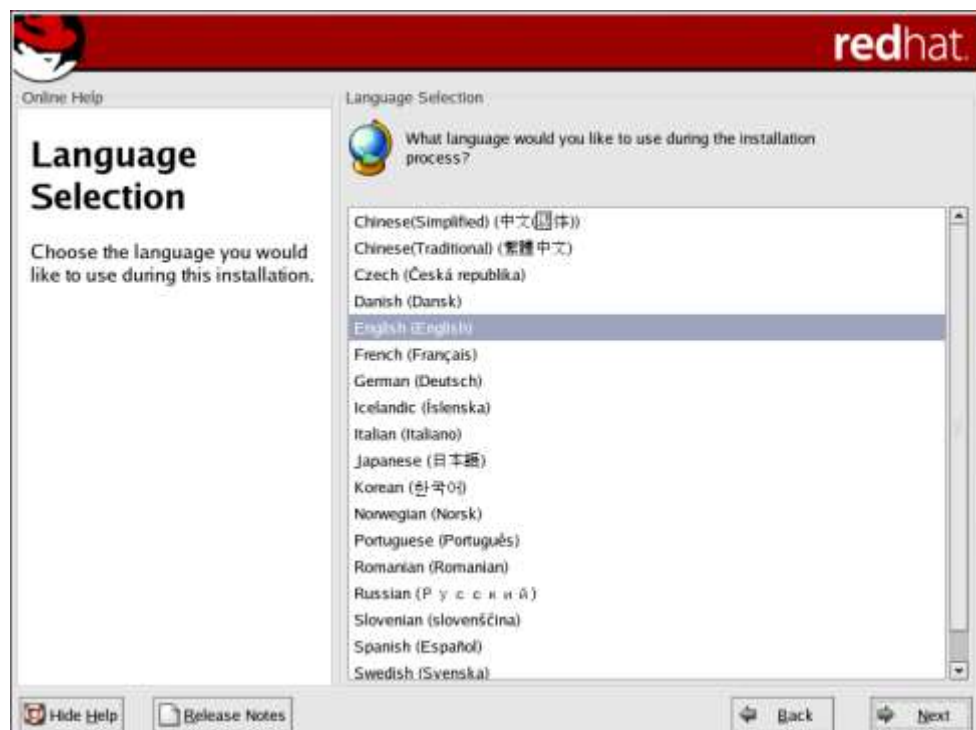 redhat.
Online Help
Language Selection
Language
Selection
Choose the language you would
like to use during this installation.
What language would you like to use during the installation
process?
Chinese(Simplified) (中文(体))
Chinese(Traditional) (繁體中文)
Czech (Česká republika)
Danish (Dansk)
English (English)
French (Français)
German (Deutsch)
Icelandic (Íslenska)
Italian (Italiano)
Japanese (日本語)
Korean (한국어)
Norwegian (Norsk)
Portuguese (Português)
Romanian (Romanian)
Russian (Русский)
Slovenian (slovenščina)
Spanish (Español)
Swedish (Svenska)
Hide Help
Release Notes
Back
Next